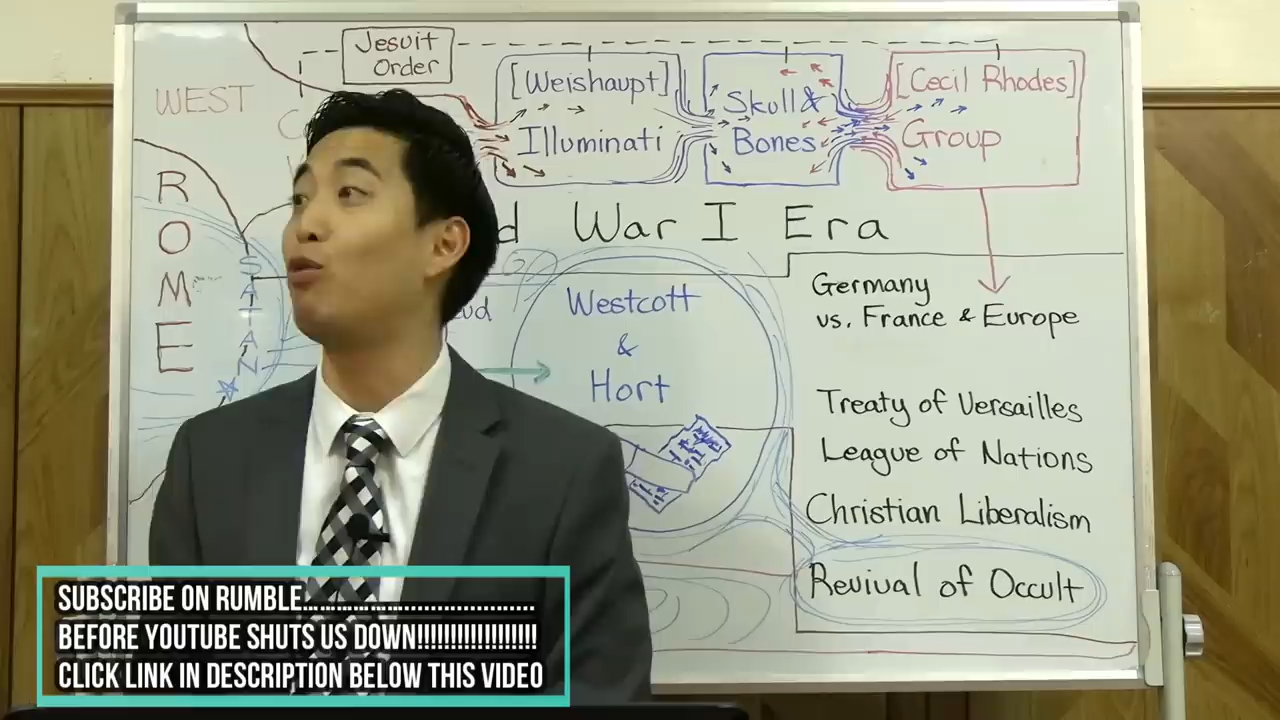 Jesuit
Order
WEST
[Weishaupt]
Illuminati
Skull &
Bones
[Cecil Rhodes]
Group
ROME
SATAN
War I Era
Westcott
&
Hort
Germany
vs. France & Europe
Treaty of Versailles
League of Nations
Christian Liberalism
Revival of Occult
SUBSCRIBE ON RUMBLE.....................................
BEFORE YOUTUBE SHUTS US DOWN!!!!!!!!!!!!!!!!!!!
CLICK LINK IN DESCRIPTION BELOW THIS VIDEO